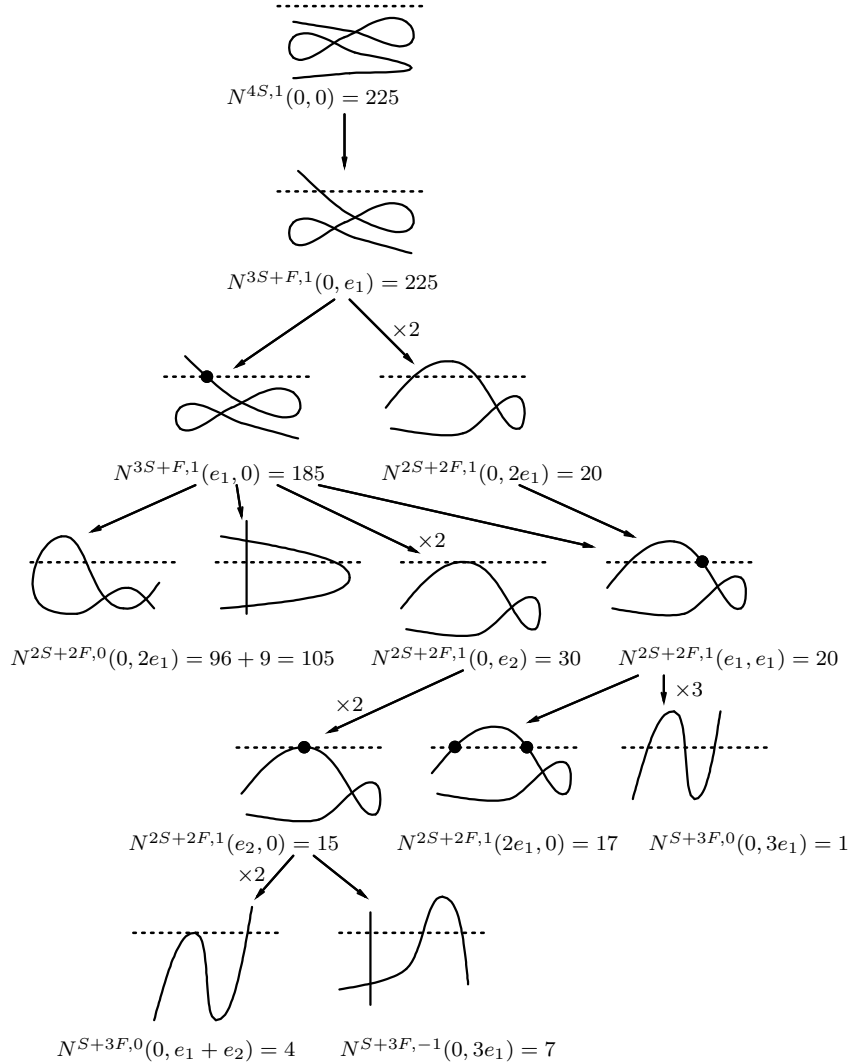 N^{4S,1}(0, 0) = 225
N^{3S+F,1}(0, e_1) = 225
×2
N^{3S+F,1}(e_1, 0) = 185
N^{2S+2F,1}(0, 2e_1) = 20
×2
N^{2S+2F,0}(0, 2e_1) = 96 + 9 = 105
N^{2S+2F,1}(0, e_2) = 30
N^{2S+2F,1}(e_1, e_1) = 20
×2
×3
N^{2S+2F,1}(e_2, 0) = 15
N^{2S+2F,1}(2e_1, 0) = 17
N^{S+3F,0}(0, 3e_1) = 1
×2
N^{S+3F,0}(0, e_1 + e_2) = 4
N^{S+3F,-1}(0, 3e_1) = 7